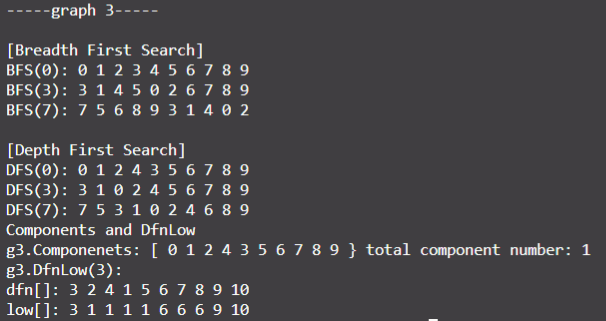 -----graph 3-----
[Breadth First Search]
BFS(0): 0 1 2 3 4 5 6 7 8 9
BFS(3): 3 1 4 5 0 2 6 7 8 9
BFS(7): 7 5 6 8 9 3 1 4 0 2
[Depth First Search]
DFS(0): 0 1 2 4 3 5 6 7 8 9
DFS(3): 3 1 0 2 4 5 6 7 8 9
DFS(7): 7 5 3 1 0 2 4 6 8 9
Components and DfnLow
g3.Componenets: [ 0 1 2 4 3 5 6 7 8 9 } total component number: 1
g3.DfnLow(3):
dfn[]: 3 2 4 1 5 6 7 8 9 10
low[]: 3 1 1 1 1 6 6 6 9 10